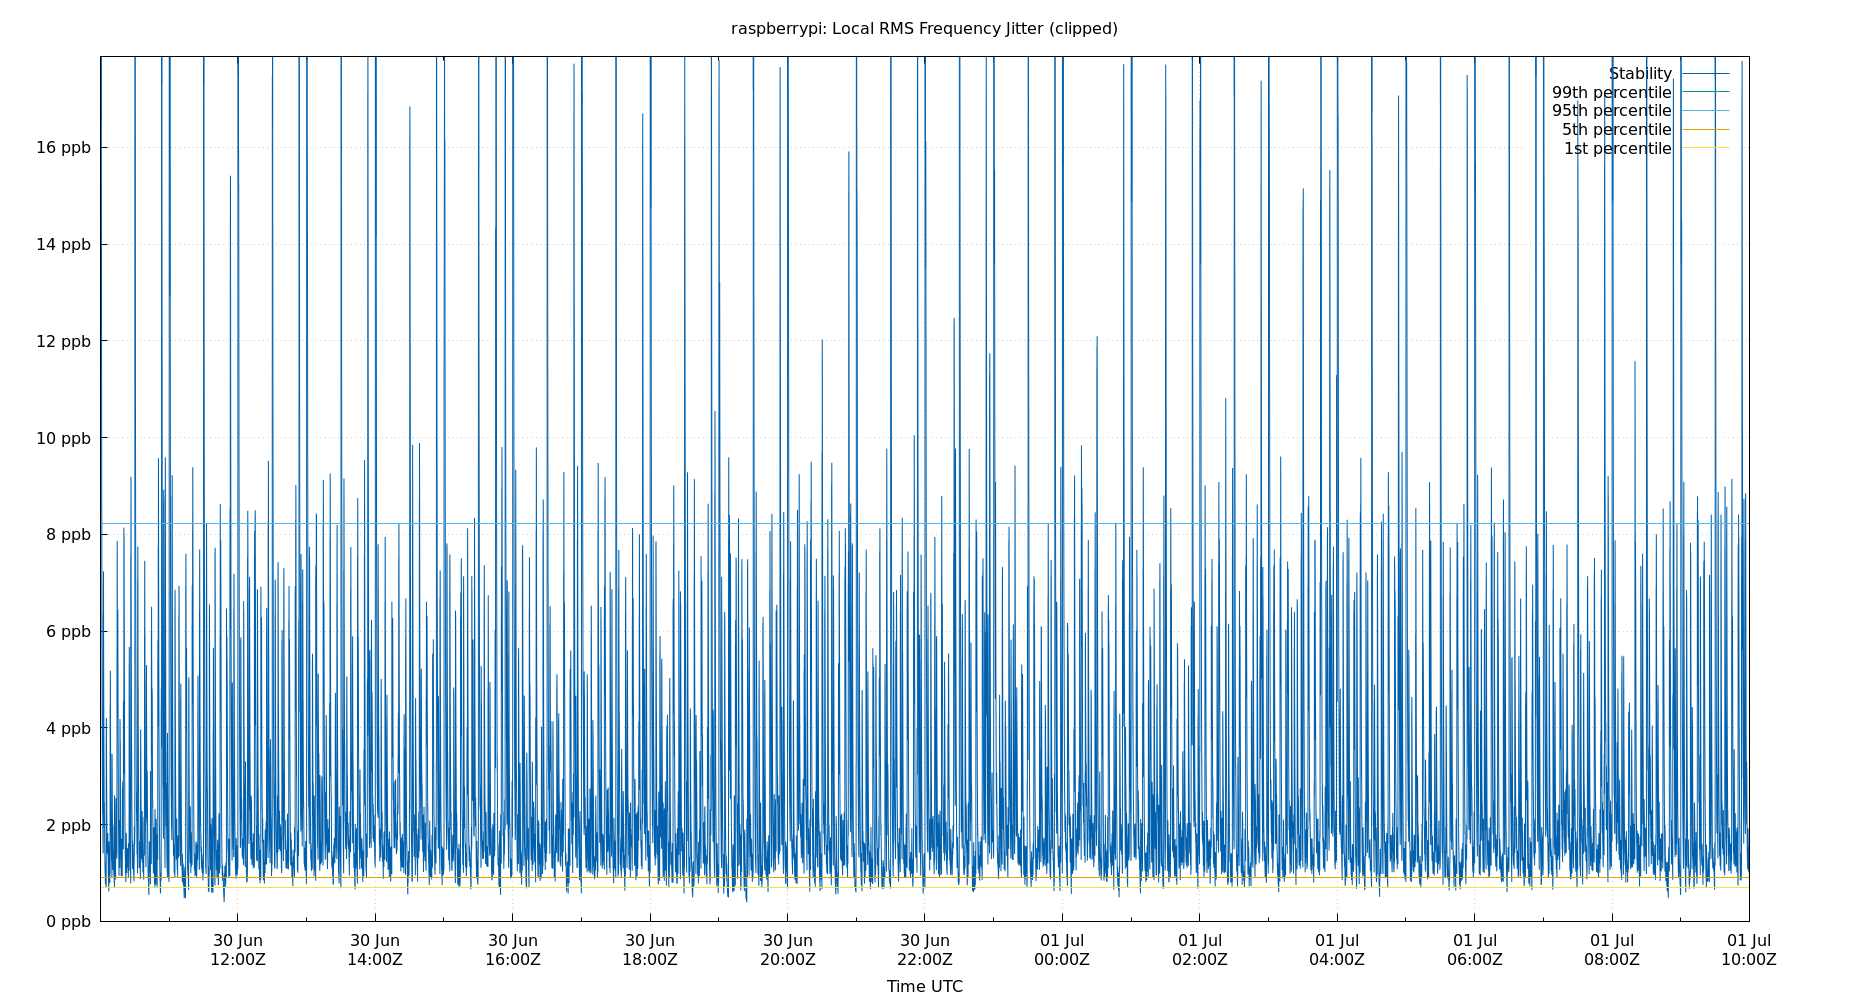 raspberrypi: Local RMS Frequency Jitter (clipped)
Stability
99th percentile
95th percentile
5th percentile
1st percentile
16 ppb
14 ppb
12 ppb
10 ppb
8 ppb
6 ppb
4 ppb
2 ppb
0 ppb
30 Jun 30 Jun 30 Jun 30 Jun 30 Jun 30 Jun 01 Jul 01 Jul 01 Jul 01 Jul 01 Jul 01 Jul
12:00Z 14:00Z 16:00Z 18:00Z 20:00Z 22:00Z 00:00Z 02:00Z 04:00Z 06:00Z 08:00Z 10:00Z
Time UTC